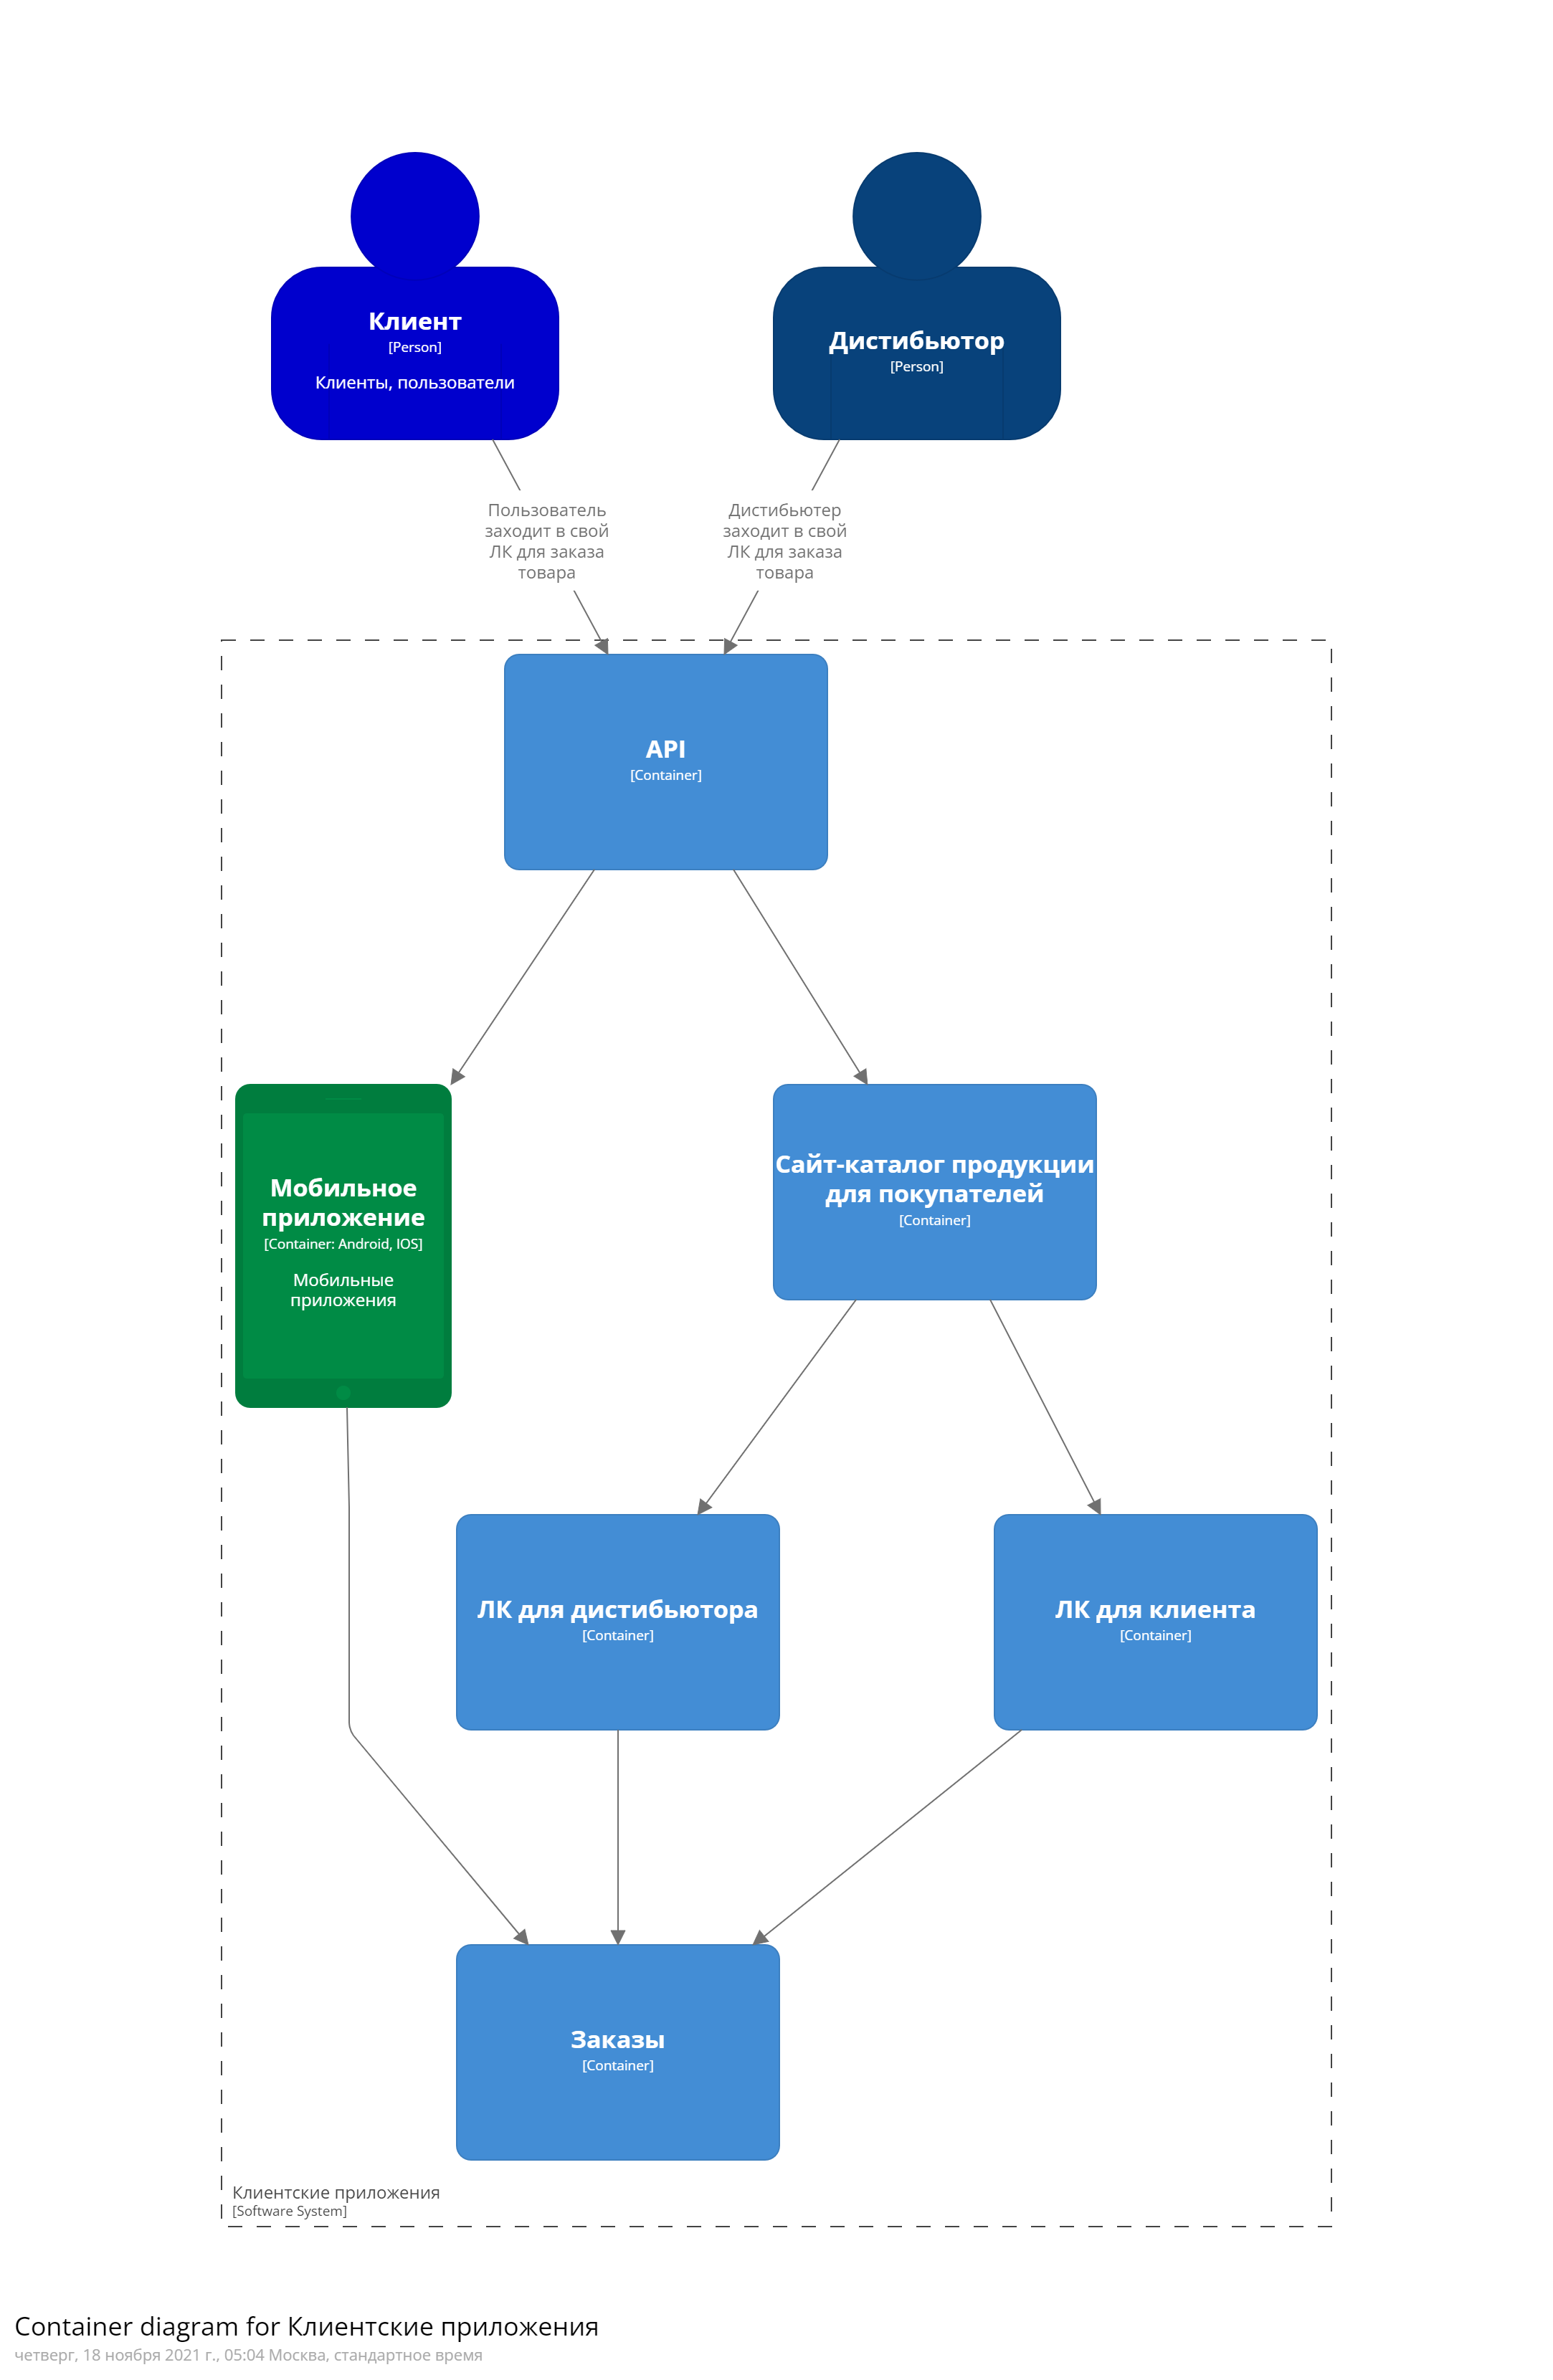 Клиент
[Person]
Клиенты, пользователи
Дистибьютор
[Person]
Пользователь
заходит в свой
ЛК для заказа
товара
Дистибьютер
заходит в свой
ЛК для заказа
товара
API
[Container]
Мобильное
приложение
[Container: Android, IOS]
Мобильные
приложения
Сайт-каталог продукции
для покупателей
[Container]
ЛК для дистибьютора
[Container]
ЛК для клиента
[Container]
Заказы
[Container]
Клиентские приложения
[Software System]
Container diagram for Клиентские приложения
четверг, 18 ноября 2021 г., 05:04 Москва, стандартное время